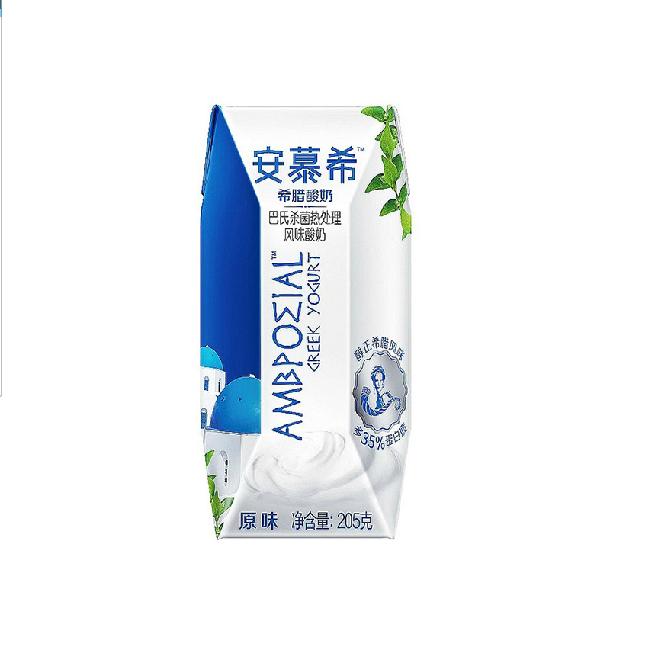 安慕希™
希腊酸奶
巴氏杀菌热处理
风味酸奶
AMBPOΣIAL™
GREEK YOGURT
醇正希腊风味
多35%蛋白质
原味 净含量: 205克